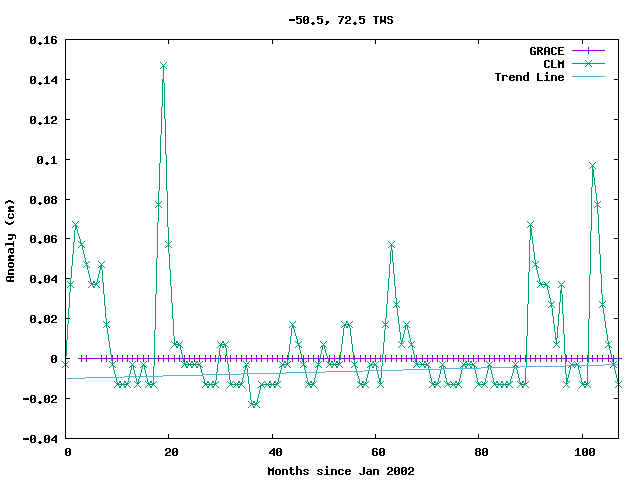 -50.5, 72.5 TWS
GRACE
CLM
Trend Line
0.16
0.14
0.12
0.1
0.08
0.06
0.04
0.02
0
-0.02
-0.04
Anomaly (cm)
0 20 40 60 80 100
Months since Jan 2002